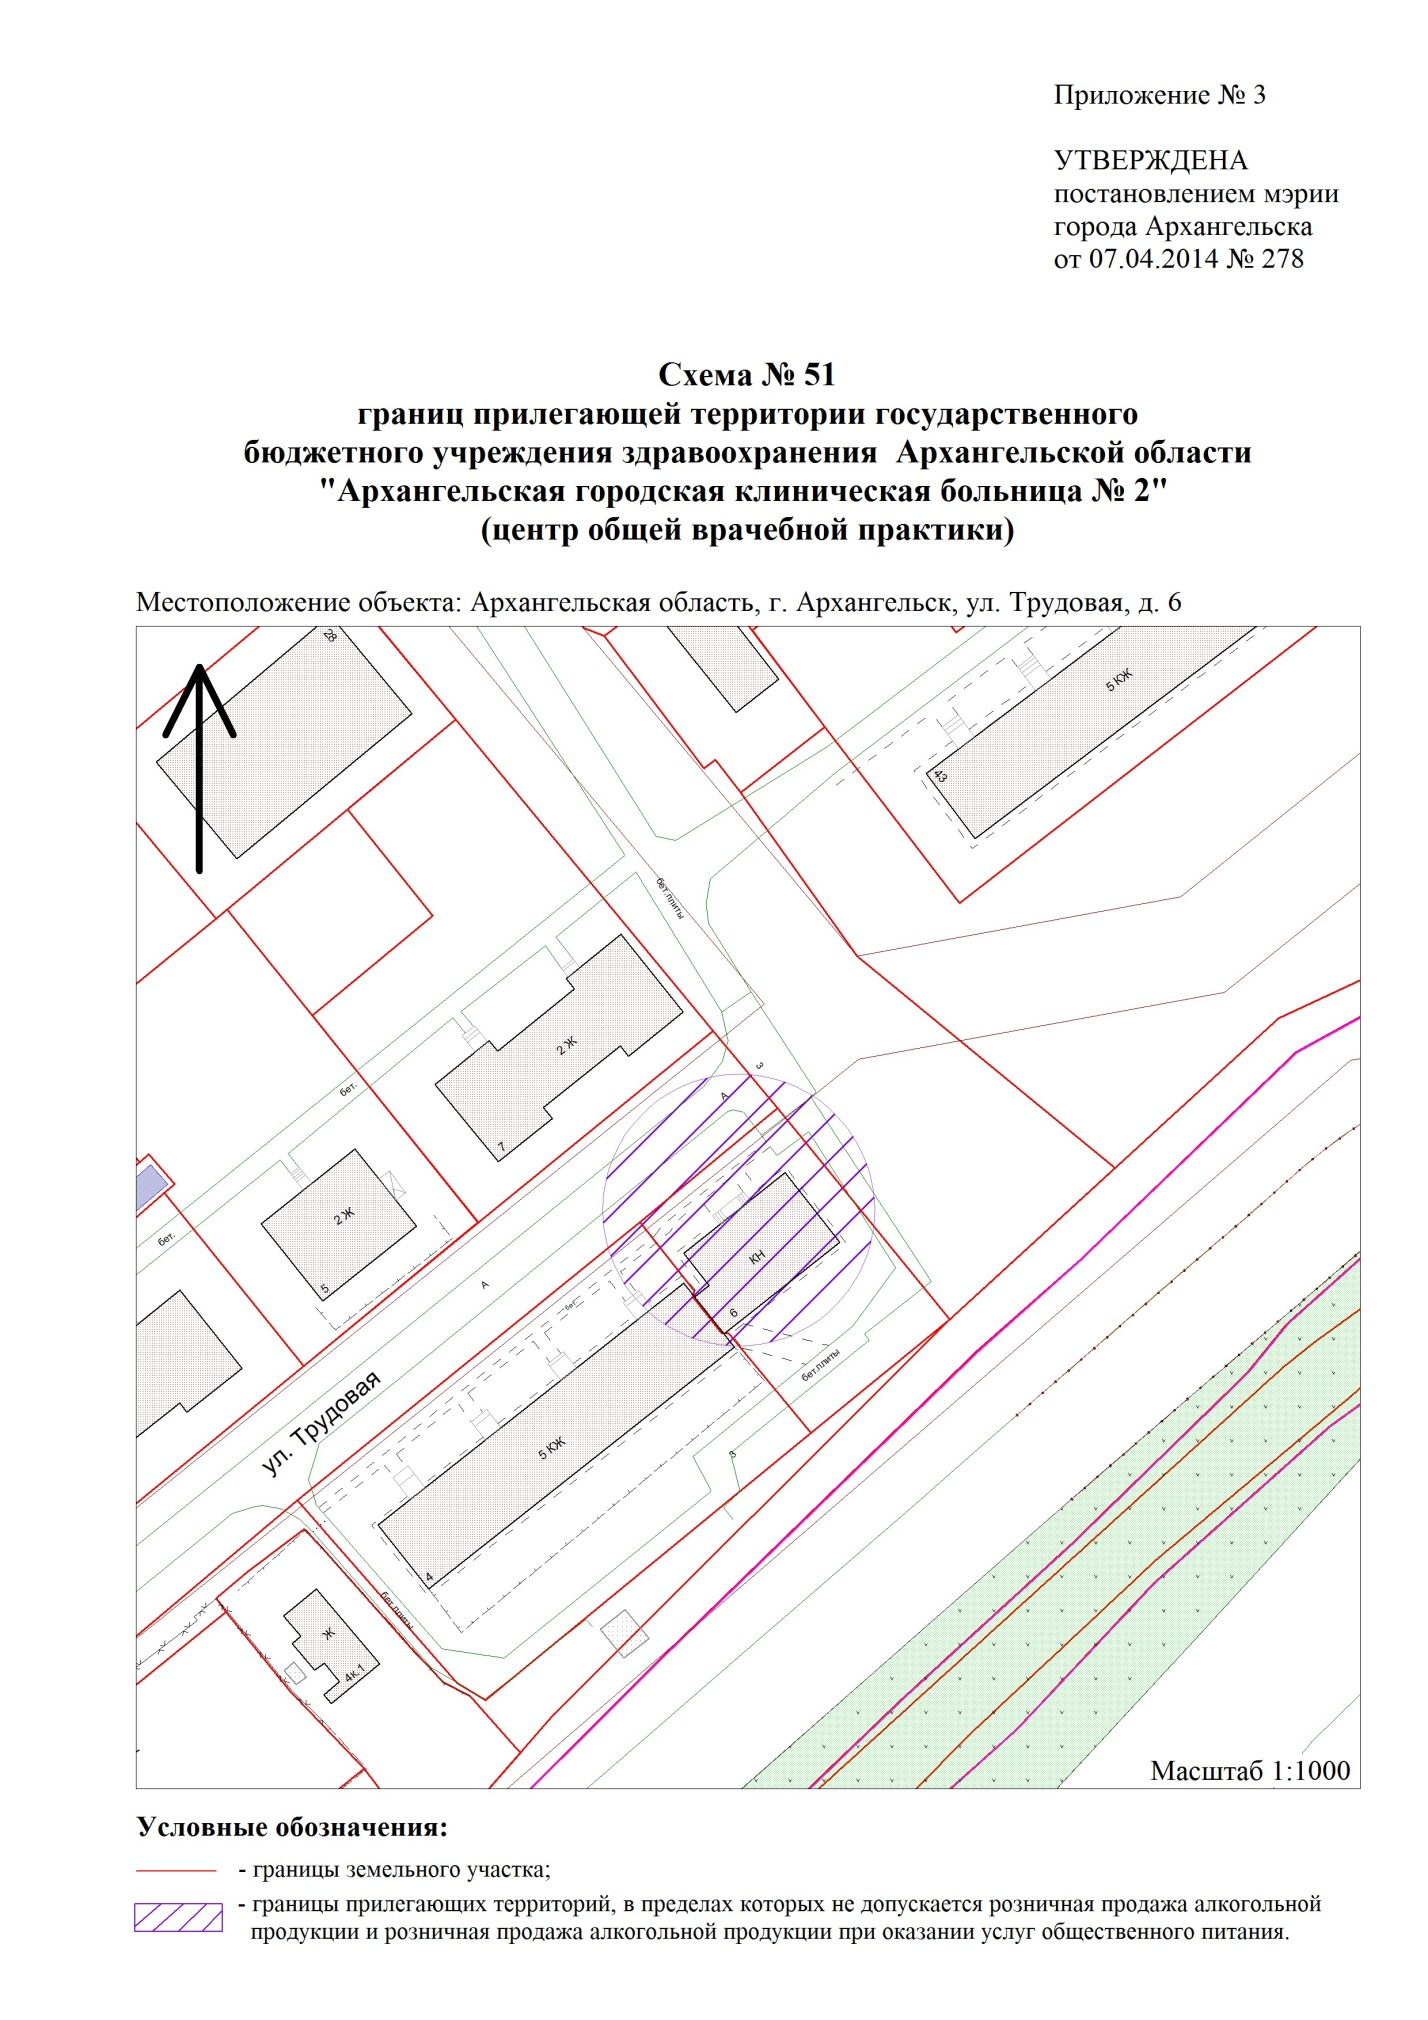 Приложение № 3
УТВЕРЖДЕНА
постановлением мэрии
города Архангельска
от 07.04.2014 № 278
Схема № 51
границ прилегающей территории государственного
бюджетного учреждения здравоохранения Архангельской области
"Архангельская городская клиническая больница № 2"
(центр общей врачебной практики)
Местоположение объекта: Архангельская область, г. Архангельск, ул. Трудовая, д. 6
28
5 КЖ
43
бет.плиты
2 Ж
7
3
А
бет.
2 Ж
5
бет.
КН
6
А
бет.
бет.плиты
ул. Трудовая
5 КЖ
3
4
бет.плиты
Ж
4к.1
Масштаб 1:1000
Условные обозначения:
- границы земельного участка;
- границы прилегающих территорий, в пределах которых не допускается розничная продажа алкогольной
продукции и розничная продажа алкогольной продукции при оказании услуг общественного питания.